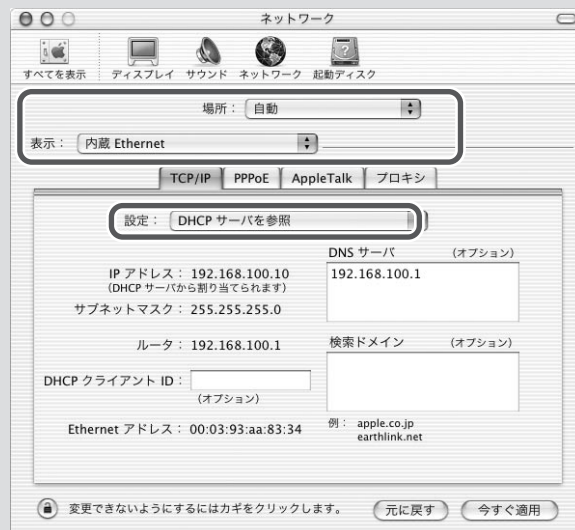 ネットワーク
すべてを表示 ディスプレイ サウンド ネットワーク 起動ディスク
場所： 自動
表示： 内蔵 Ethernet
TCP/IP PPPoE AppleTalk プロキシ
設定： DHCP サーバを参照
DNS サーバ (オプション)
IP アドレス： 192.168.100.10
192.168.100.1
(DHCP サーバから割り当てられます)
サブネットマスク： 255.255.255.0
ルータ： 192.168.100.1
検索ドメイン (オプション)
DHCP クライアント ID：
(オプション)
Ethernet アドレス： 00:03:93:aa:83:34
例： apple.co.jp
earthlink.net
変更できないようにするにはカギをクリックします。 元に戻す 今すぐ適用